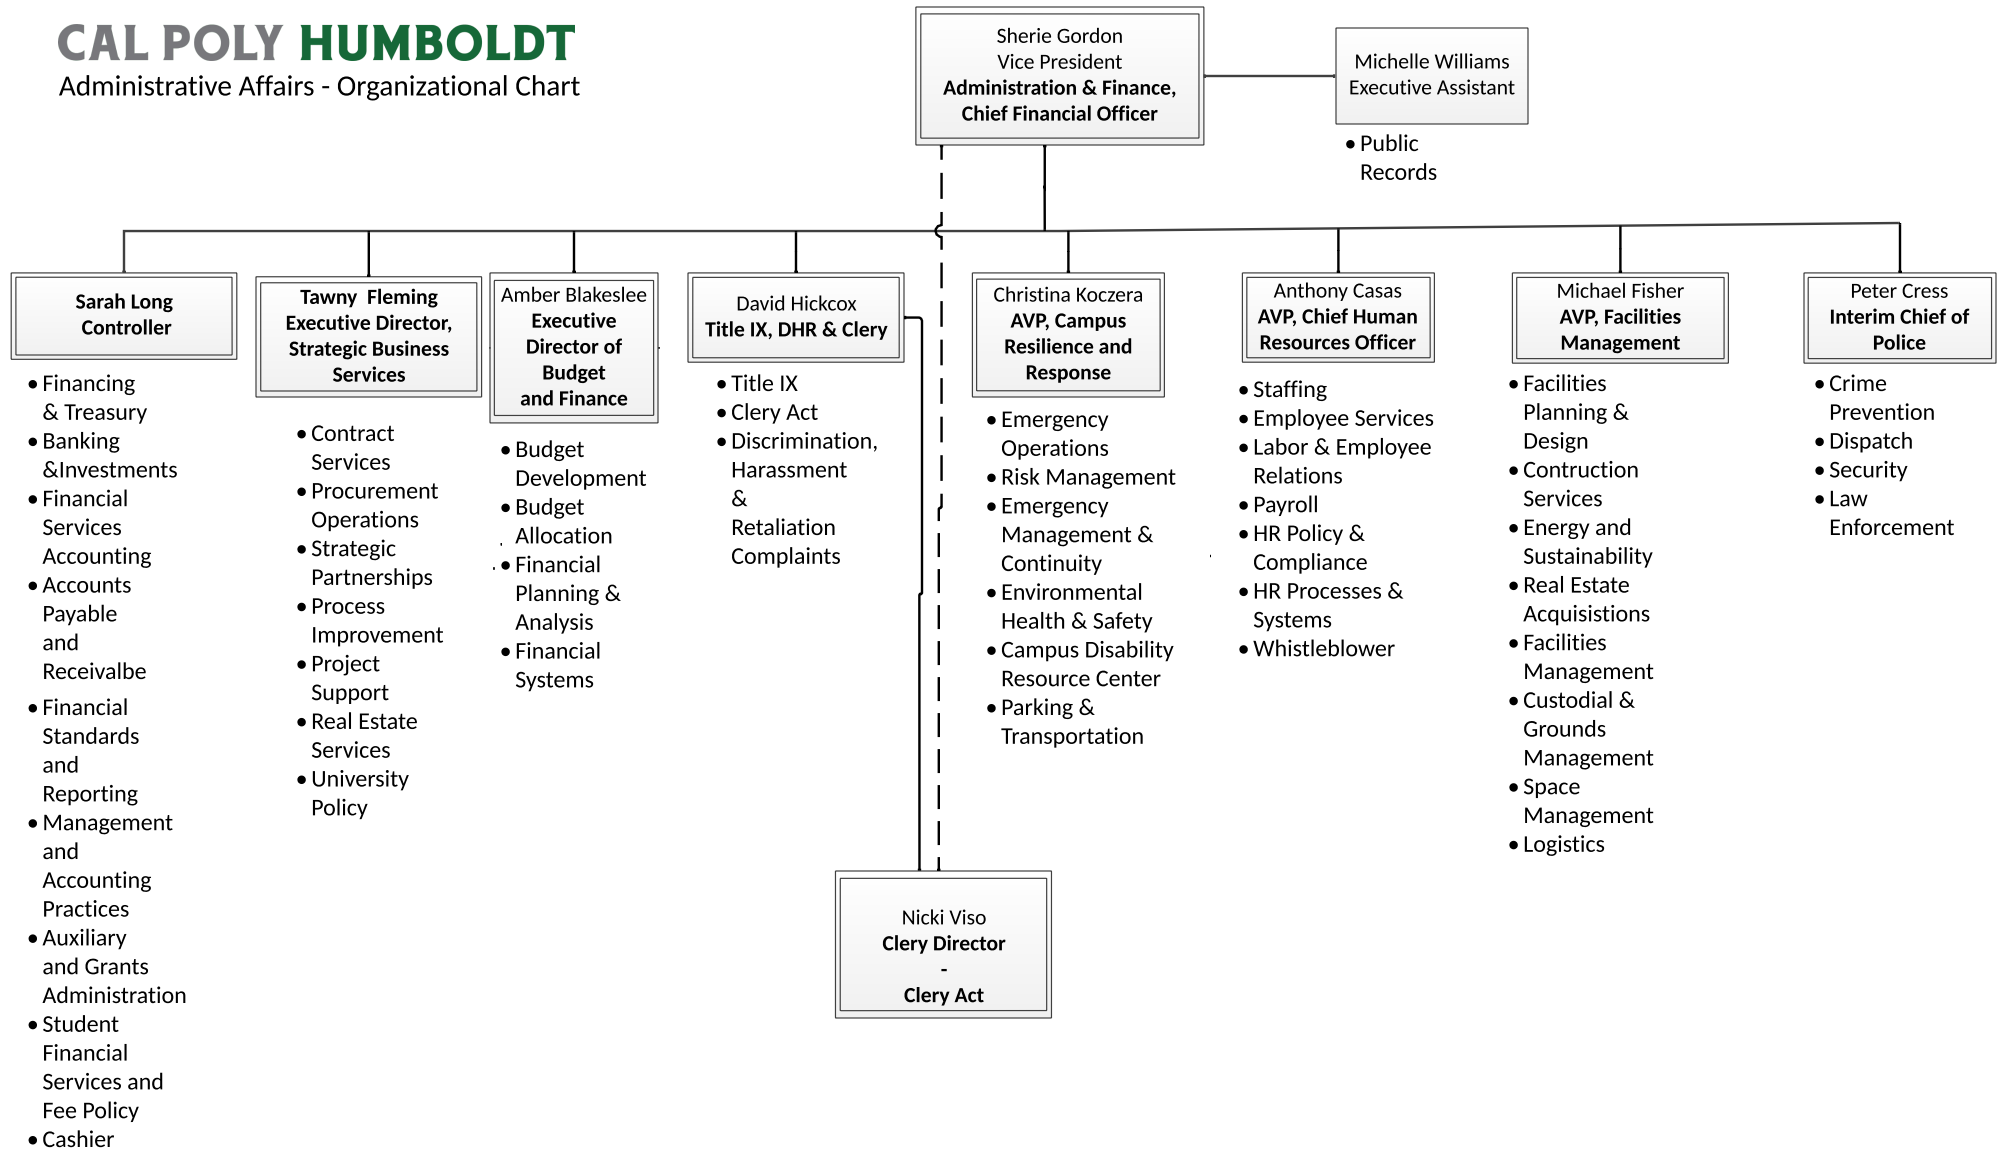 CAL POLY HUMBOLDT
Administrative Affairs - Organizational Chart
Sherie Gordon
Vice President
Administration & Finance,
Chief Financial Officer
Michelle Williams
Executive Assistant
• Public
Records
Sarah Long
Controller
• Financing
& Treasury
• Banking
&Investments
• Financial
Services
Accounting
• Accounts
Payable
and
Receivalbe
• Financial
Standards
and
Reporting
• Management
and
Accounting
Practices
• Auxiliary
and Grants
Administration
• Student
Financial
Services and
Fee Policy
• Cashier
Tawny  Fleming
Executive Director,
Strategic Business
Services
• Contract
Services
• Procurement
Operations
• Strategic
Partnerships
• Process
Improvement
• Project
Support
• Real Estate
Services
• University
Policy
Amber Blakeslee
Executive
Director of
Budget
and Finance
• Budget
Development
• Budget
Allocation
• Financial
Planning &
Analysis
• Financial
Systems
David Hickcox
Title IX, DHR & Clery
• Title IX
• Clery Act
• Discrimination,
Harassment
&
Retaliation
Complaints
Nicki Viso
Clery Director
-
Clery Act
Christina Koczera
AVP, Campus
Resilience and
Response
• Emergency
Operations
• Risk Management
• Emergency
Management &
Continuity
• Environmental
Health & Safety
• Campus Disability
Resource Center
• Parking &
Transportation
Anthony Casas
AVP, Chief Human
Resources Officer
• Staffing
• Employee Services
• Labor & Employee
Relations
• Payroll
• HR Policy &
Compliance
• HR Processes &
Systems
• Whistleblower
Michael Fisher
AVP, Facilities
Management
• Facilities
Planning &
Design
• Contruction
Services
• Energy and
Sustainability
• Real Estate
Acquisistions
• Facilities
Management
• Custodial &
Grounds
Management
• Space
Management
• Logistics
Peter Cress
Interim Chief of
Police
• Crime
Prevention
• Dispatch
• Security
• Law
Enforcement